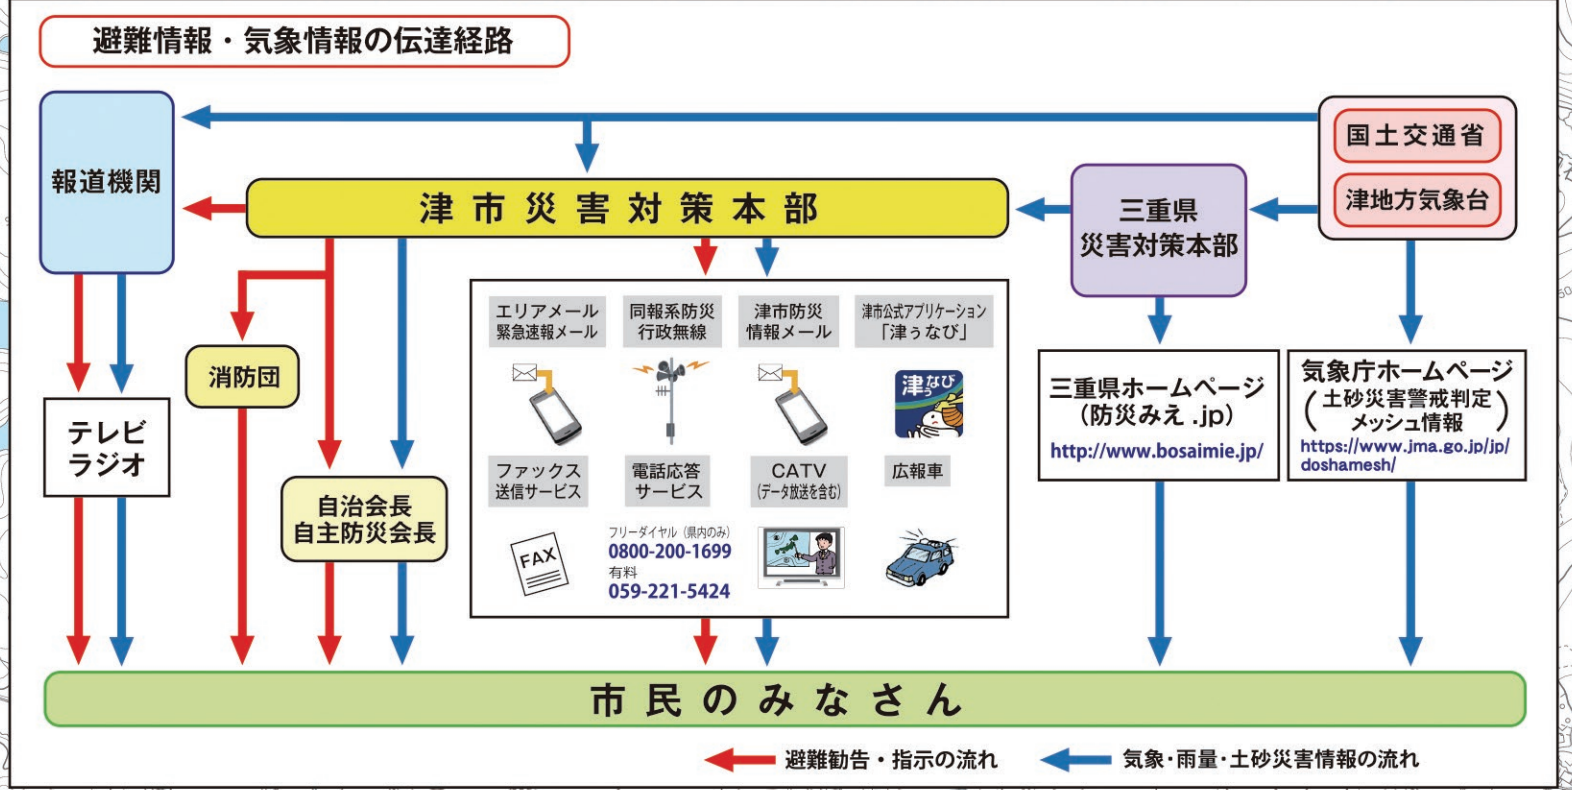 避難情報・気象情報の伝達経路
報道機関
国土交通省
津地方気象台
津市災害対策本部
三重県
災害対策本部
エリアメール
緊急速報メール
同報系防災
行政無線
津市防災
情報メール
津市公式アプリケーション
「津ぅなび」
津ぅなび
消防団
テレビ
ラジオ
自治会長
自主防災会長
ファックス
送信サービス
FAX
電話応答
サービス
フリーダイヤル（県内のみ）
0800-200-1699
有料
059-221-5424
CATV
(データ放送を含む)
広報車
三重県ホームページ
（防災みえ.jp）
http://www.bosaimie.jp/
気象庁ホームページ
（土砂災害警戒判定
メッシュ情報）
https://www.jma.go.jp/jp/
doshamesh/
市民のみなさん
避難勧告・指示の流れ
気象・雨量・土砂災害情報の流れ